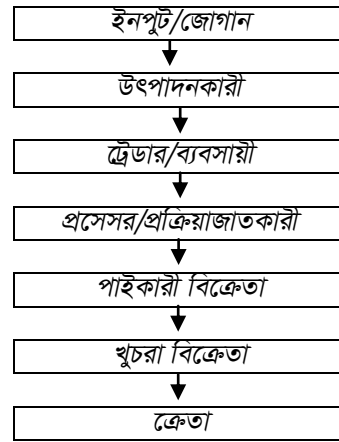 ইনপুট/জোগান
উৎপাদনকারী
ট্রেডার/ব্যবসায়ী
প্রসেসর/প্রক্রিয়াজাতকারী
পাইকারী বিক্রেতা
খুচরা বিক্রেতা
ক্রেতা